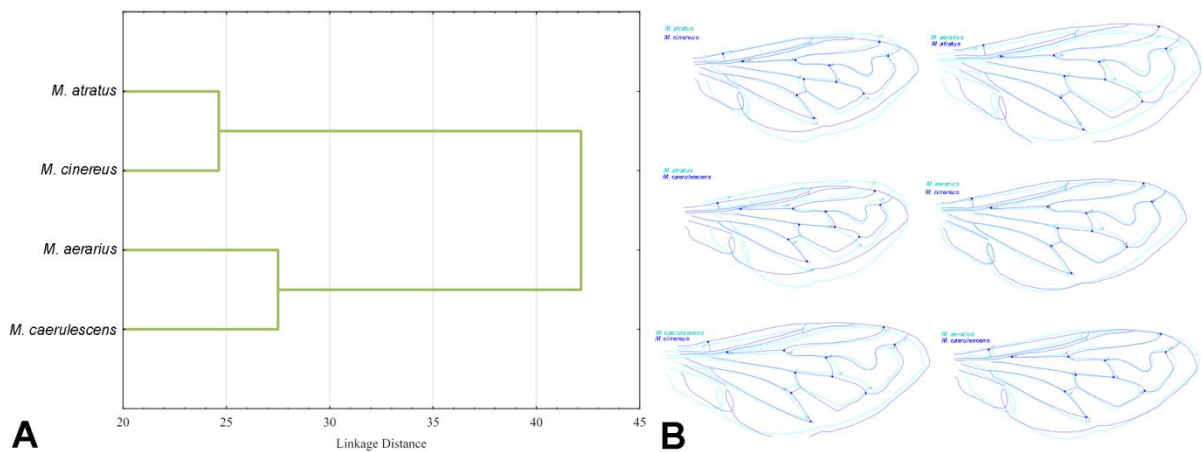 M. atratus
M. cinereus
M. aerarius
M. caerulescens
20
25
30
35
40
45
Linkage Distance
A
M. atratus
M. cinereus
M. aerarius
M. atratus
M. atratus
M. caerulescens
M. aerarius
M. cinereus
M. caerulescens
M. cinereus
M. aerarius
M. caerulescens
B